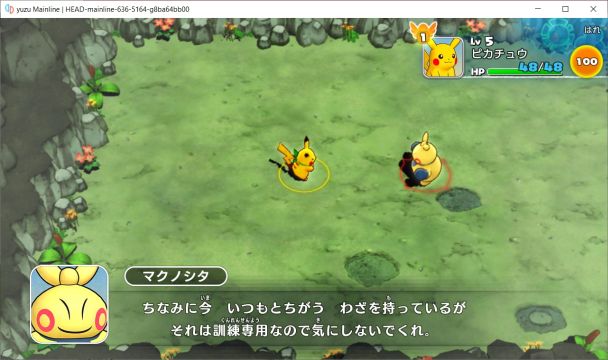 yuzu Mainline | HEAD-mainline-636-5164-g8ba64bb00
1
Lv 5
ピカチュウ
HP 48/48
はれ
100
マクノシタ
ちなみに今 いつもとちがう わざを持っているが
それは訓練専用なので気にしないでくれ。